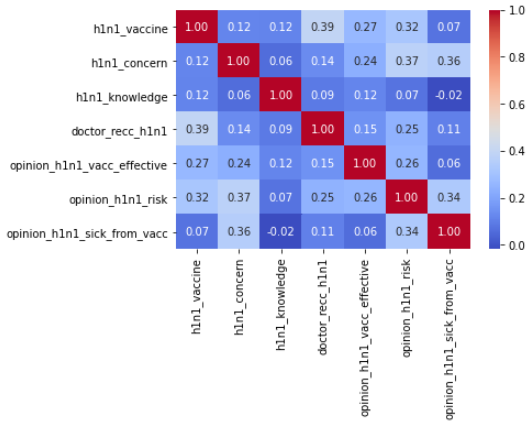 h1n1_vaccine 1.00 0.12 0.12 0.39 0.27 0.32 0.07
h1n1_concern 0.12 1.00 0.06 0.14 0.24 0.37 0.36
h1n1_knowledge 0.12 0.06 1.00 0.09 0.12 0.07 -0.02
doctor_recc_h1n1 0.39 0.14 0.09 1.00 0.15 0.25 0.11
opinion_h1n1_vacc_effective 0.27 0.24 0.12 0.15 1.00 0.26 0.06
opinion_h1n1_risk 0.32 0.37 0.07 0.25 0.26 1.00 0.34
opinion_h1n1_sick_from_vacc 0.07 0.36 -0.02 0.11 0.06 0.34 1.00
h1n1_vaccine
h1n1_concern
h1n1_knowledge
doctor_recc_h1n1
opinion_h1n1_vacc_effective
opinion_h1n1_risk
opinion_h1n1_sick_from_vacc
1.0
0.8
0.6
0.4
0.2
0.0